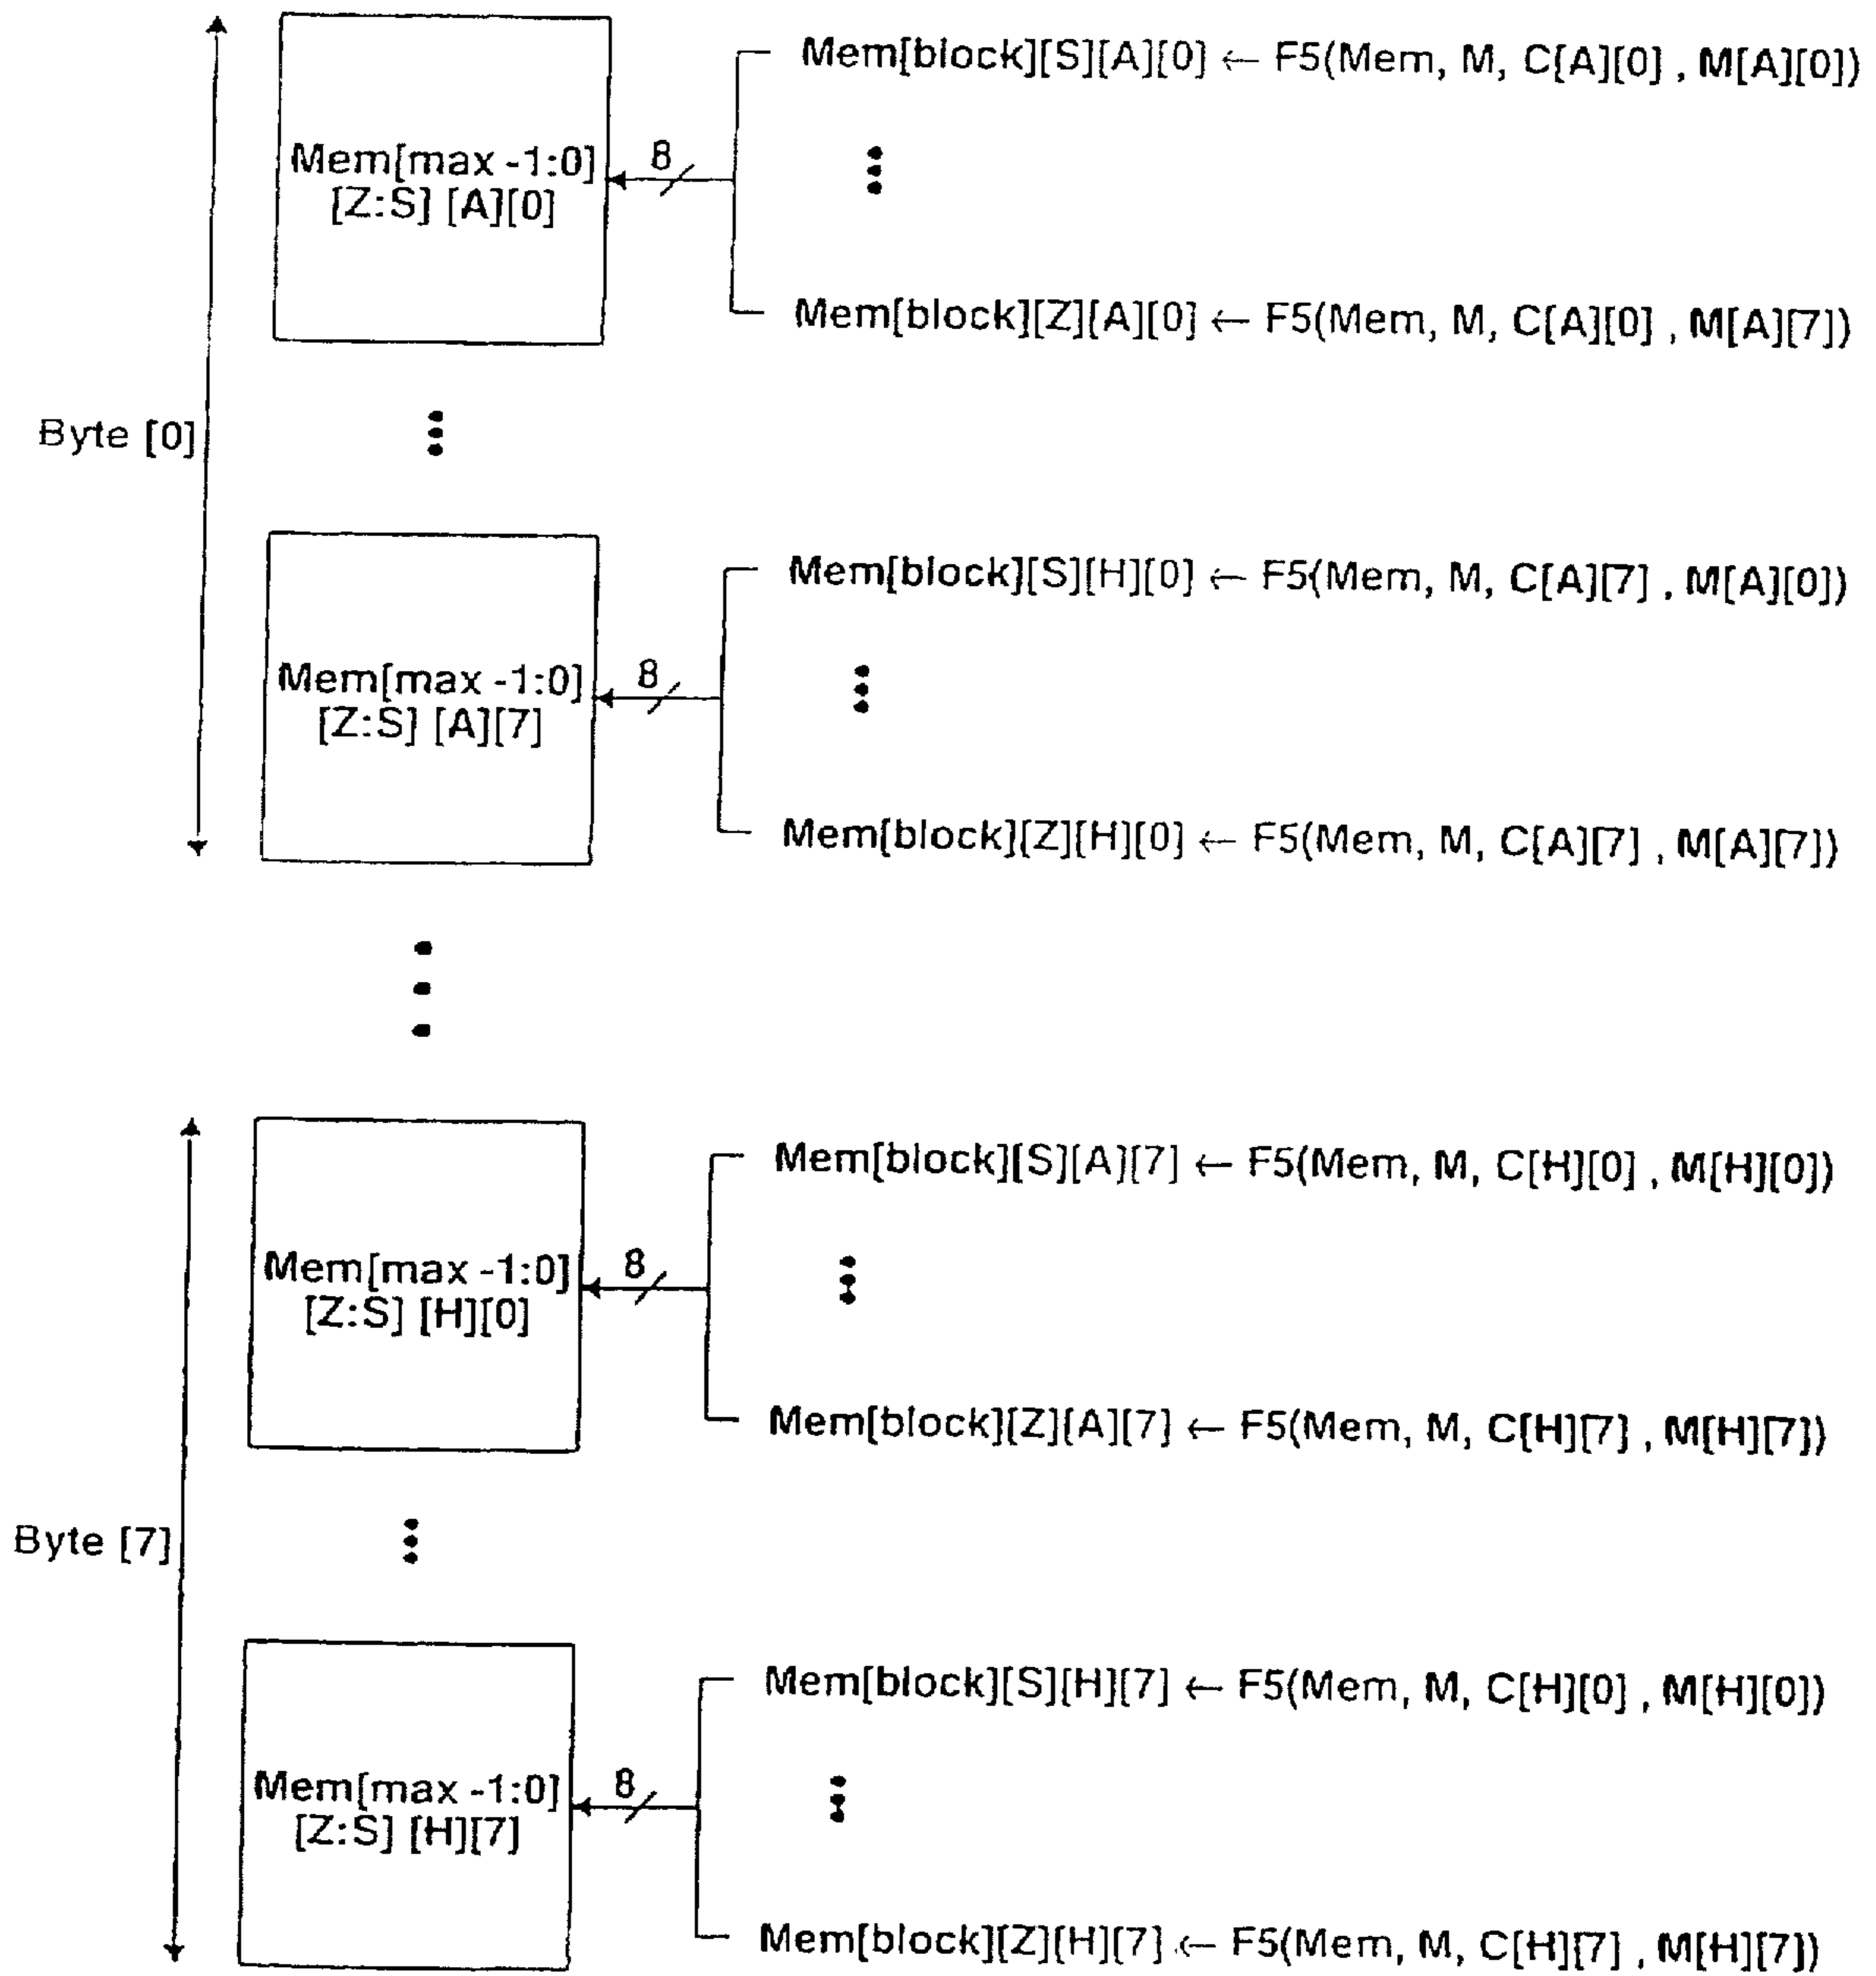 Mem[block][S][A][0] ← F5(Mem, M, C[A][0] , M[A][0])
Mem[max -1:0]
[Z:S] [A][0]
8
Mem[block][Z][A][0] ← F5(Mem, M, C[A][0] , M[A][7])
Byte [0]
Mem[block][S][H][0] ← F5(Mem, M, C[A][7] , M[A][0])
Mem[max -1:0]
[Z:S] [A][7]
8
Mem[block][Z][H][0] ← F5(Mem, M, C[A][7] , M[A][7])
Mem[block][S][A][7] ← F5(Mem, M, C[H][0] , M[H][0])
Mem[max -1:0]
[Z:S] [H][0]
8
Mem[block][Z][A][7] ← F5(Mem, M, C[H][7] , M[H][7])
Byte [7]
Mem[block][S][H][7] ← F5(Mem, M, C[H][0] , M[H][0])
Mem[max -1:0]
[Z:S] [H][7]
8
Mem[block][Z][H][7] ← F5(Mem, M, C[H][7] , M[H][7])